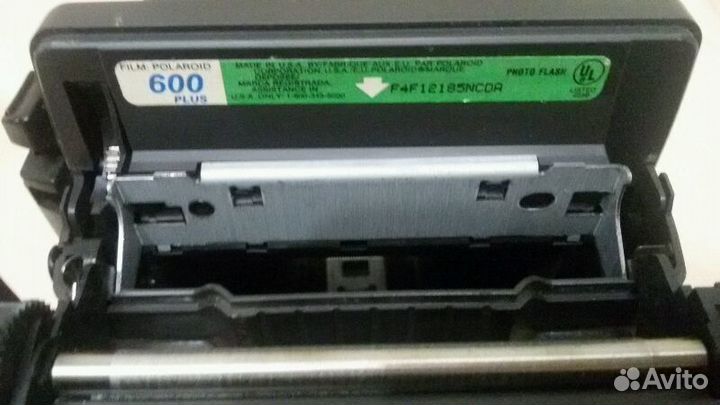 FILM: POLAROID
600
PLUS
MADE IN U.S.A. BY/FABRIQUE AUX E.U. PAR POLAROID
CORPORATION U.S.A./E.U. POLAROID®MARQUE
DEPOSEE/
MARCA REGISTRADA.
ASSISTANCE IN
U.S.A. ONLY: 1-800-343-5000
F4F12185NCDA
PHOTO FLASH
UL
LISTED
Avito